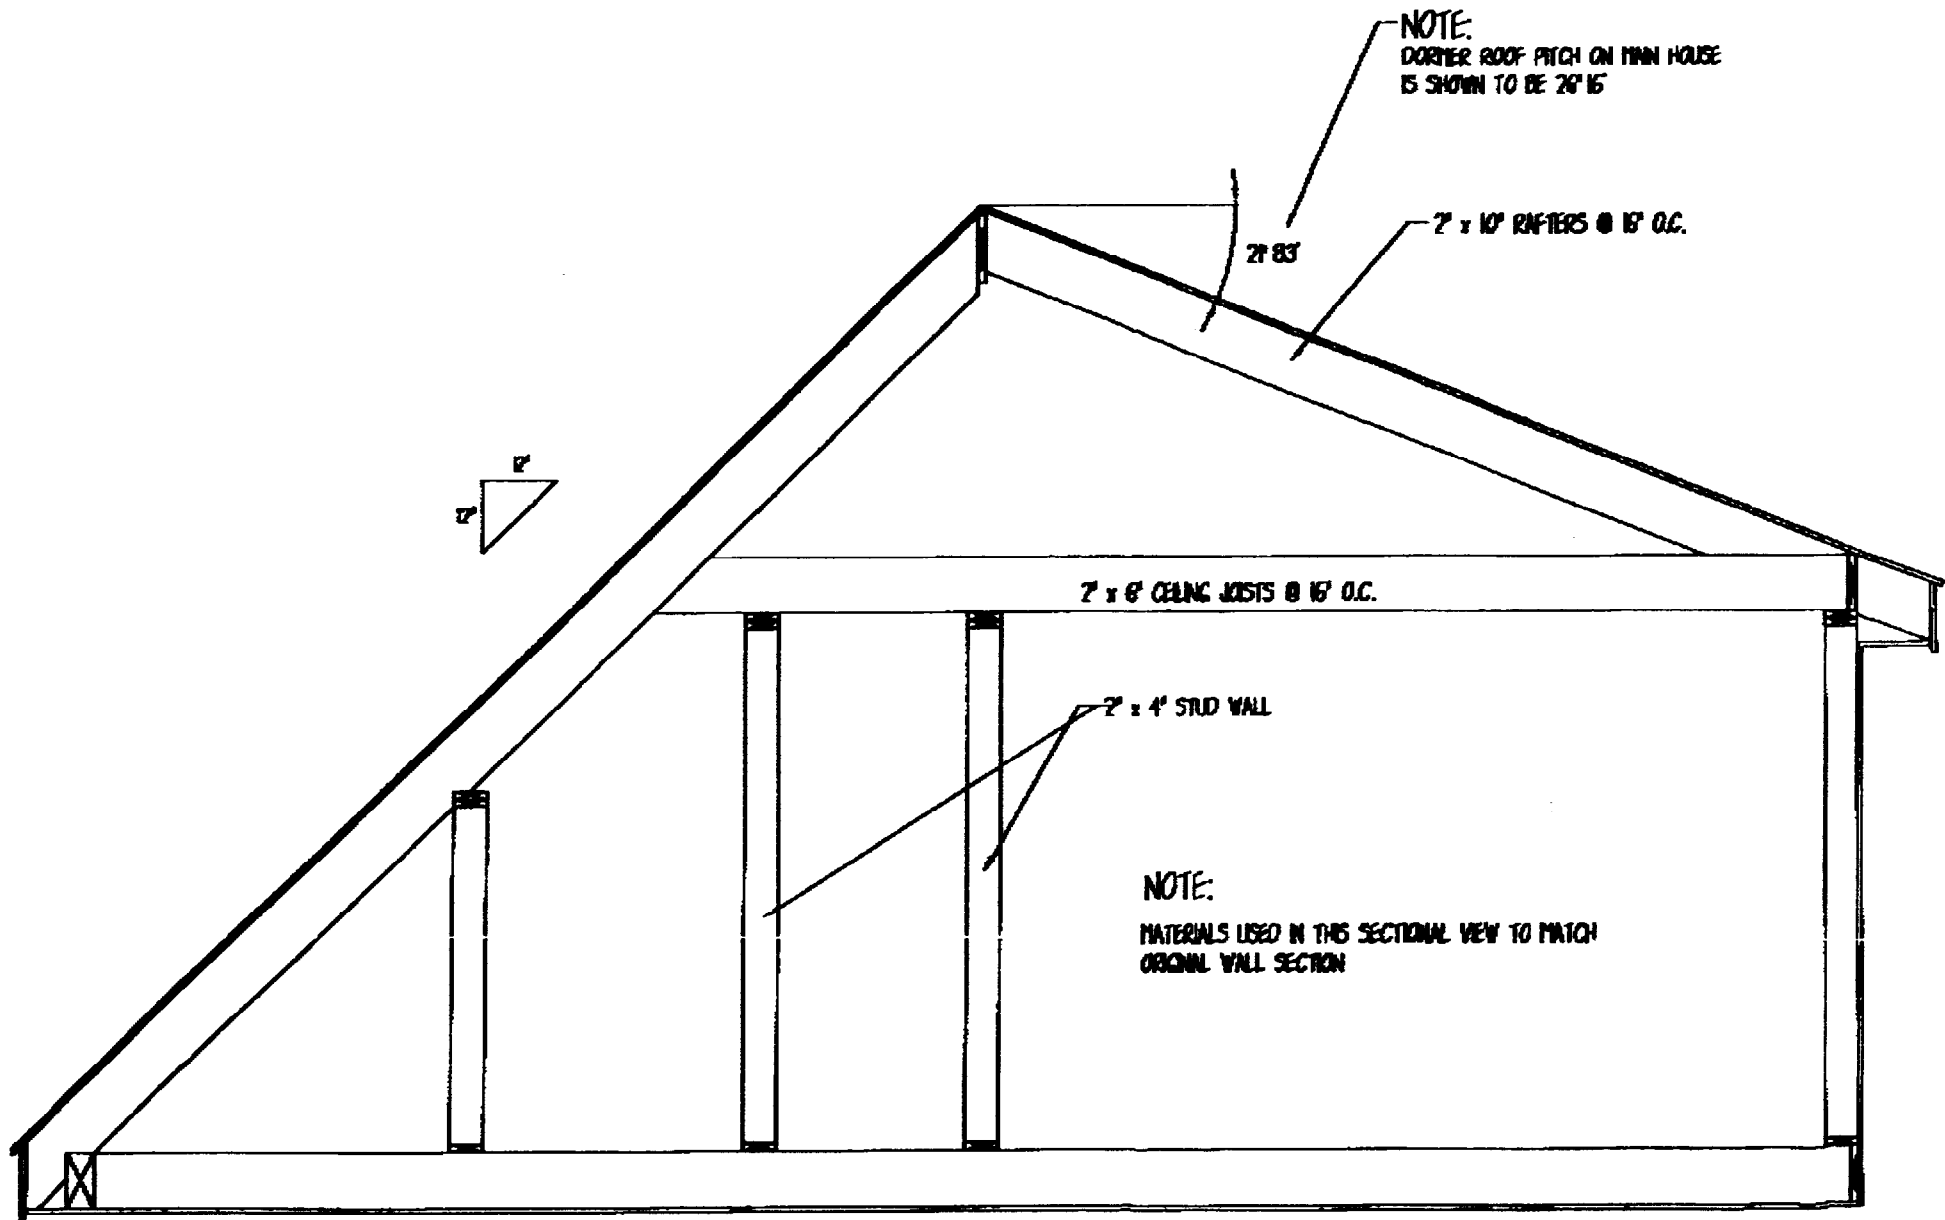 NOTE:
DORMER ROOF PITCH ON MAIN HOUSE
IS SHOWN TO BE
2" x 10" RAFTERS @ 16" O.C.
21° 83'
12"
12"
2" x 6" CEILING JOISTS @ 16" O.C.
2" x 4" STUD WALL
NOTE:
MATERIALS USED IN THIS SECTIONAL VIEW TO MATCH
ORIGINAL WALL SECTION